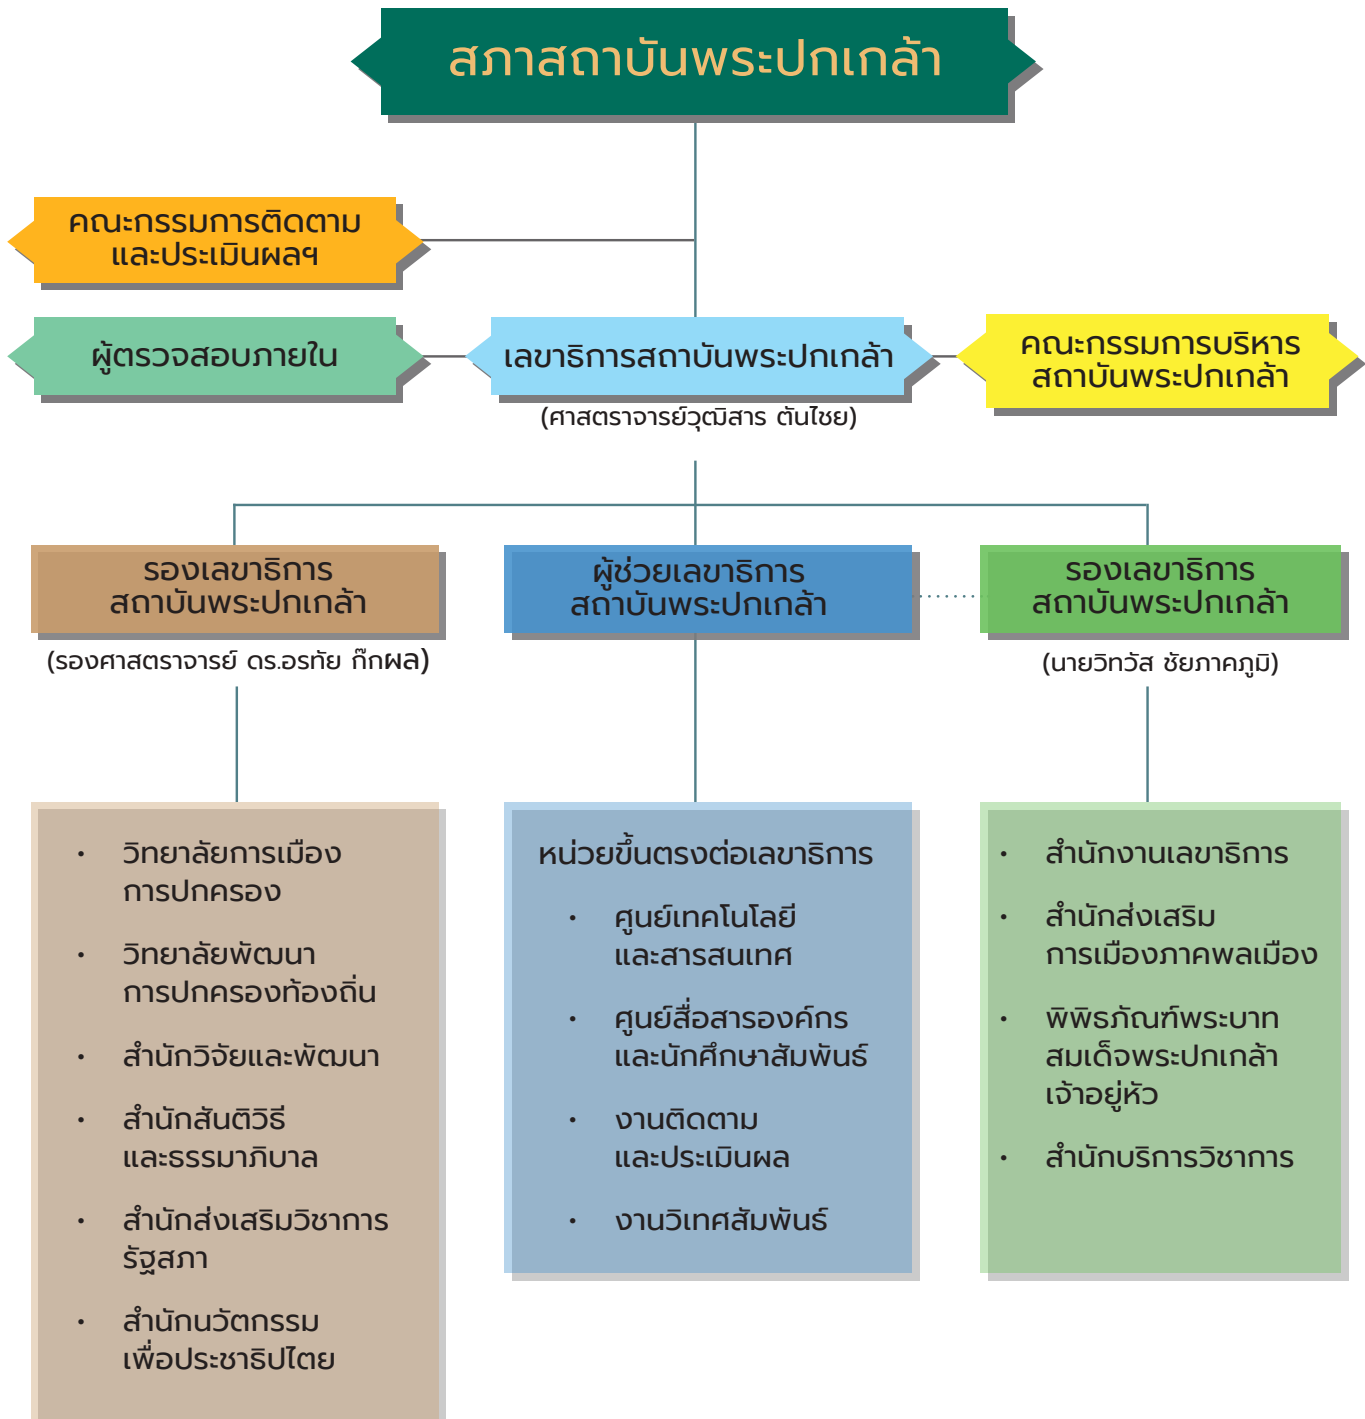 สภาสถาบันพระปกเกล้า
คณะกรรมการติดตาม
และประเมินผลฯ
ผู้ตรวจสอบภายใน
เลขาธิการสถาบันพระปกเกล้า
(ศาสตราจารย์วุฒิสาร ตันไชย)
คณะกรรมการบริหาร
สถาบันพระปกเกล้า
รองเลขาธิการ
สถาบันพระปกเกล้า
(รองศาสตราจารย์ ดร.อรทัย ก๊กผล)
ผู้ช่วยเลขาธิการ
สถาบันพระปกเกล้า
รองเลขาธิการ
สถาบันพระปกเกล้า
(นายวิทวัส ชัยภาคภูมิ)
• วิทยาลัยการเมือง
การปกครอง
• วิทยาลัยพัฒนา
การปกครองท้องถิ่น
• สำนักวิจัยและพัฒนา
• สำนักสันติวิธี
และธรรมาภิบาล
• สำนักส่งเสริมวิชาการ
รัฐสภา
• สำนักนวัตกรรม
เพื่อประชาธิปไตย
หน่วยขึ้นตรงต่อเลขาธิการ
• ศูนย์เทคโนโลยี
และสารสนเทศ
• ศูนย์สื่อสารองค์กร
และนักศึกษาสัมพันธ์
• งานติดตาม
และประเมินผล
• งานวิเทศสัมพันธ์
• สำนักงานเลขาธิการ
• สำนักส่งเสริม
การเมืองภาคพลเมือง
• พิพิธภัณฑ์พระบาท
สมเด็จพระปกเกล้า
เจ้าอยู่หัว
• สำนักบริการวิชาการ